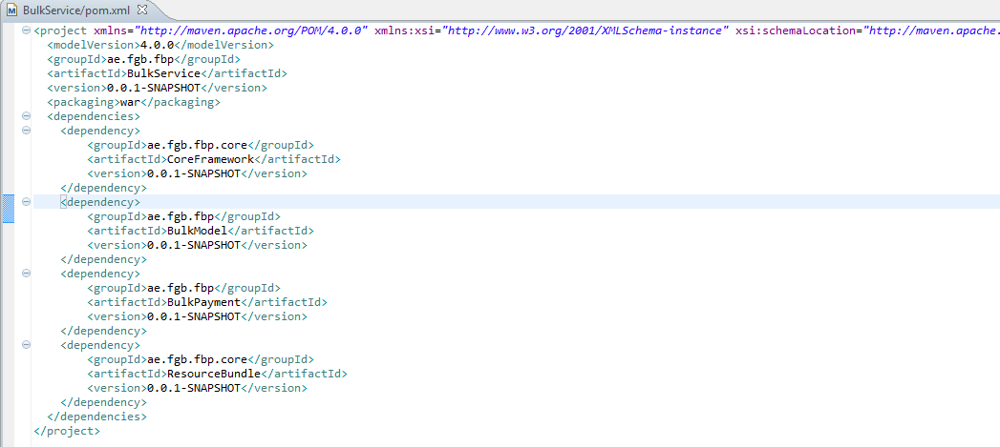 BulkService/pom.xml
<project xmlns="http://maven.apache.org/POM/4.0.0" xmlns:xsi="http://www.w3.org/2001/XMLSchema-instance" xsi:schemaLocation="http://maven.apache.
<modelVersion>4.0.0</modelVersion>
<groupId>ae.fgb.fbp</groupId>
<artifactId>BulkService</artifactId>
<version>0.0.1-SNAPSHOT</version>
<packaging>war</packaging>
<dependencies>
<dependency>
<groupId>ae.fgb.fbp.core</groupId>
<artifactId>CoreFramework</artifactId>
<version>0.0.1-SNAPSHOT</version>
</dependency>
<dependency>
<groupId>ae.fgb.fbp</groupId>
<artifactId>BulkModel</artifactId>
<version>0.0.1-SNAPSHOT</version>
</dependency>
<dependency>
<groupId>ae.fgb.fbp</groupId>
<artifactId>BulkPayment</artifactId>
<version>0.0.1-SNAPSHOT</version>
</dependency>
<dependency>
<groupId>ae.fgb.fbp.core</groupId>
<artifactId>ResourceBundle</artifactId>
<version>0.0.1-SNAPSHOT</version>
</dependency>
</dependencies>
</project>